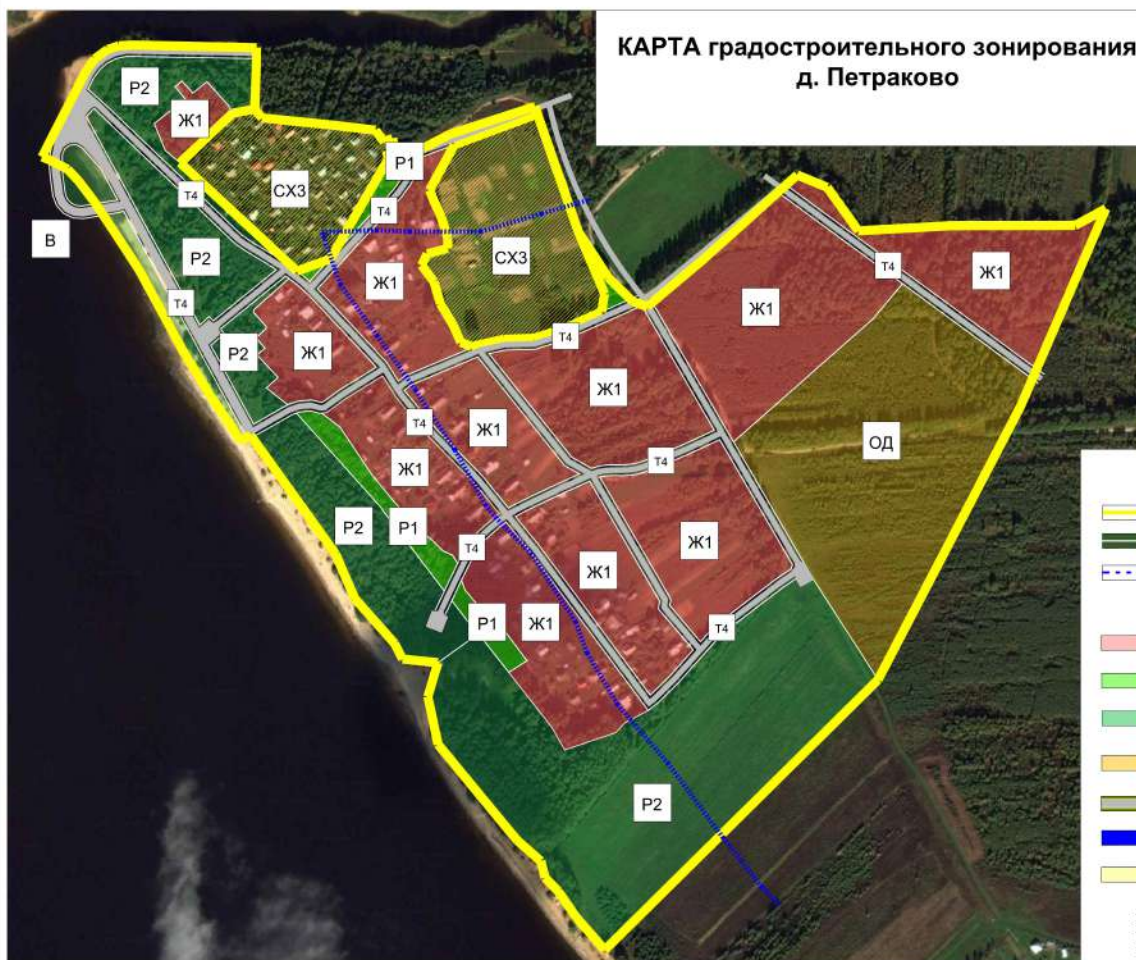 КАРТА градостроительного зонирования
д. Петраково
Р2
Ж1
Р1
СХ3
Т4
Т4
В
Р2
СХ3
Ж1
Т4
Ж1
Ж1
Т4
Т4
Р2
Ж1
Ж1
Т4
Ж1
ОД
Т4
Ж1
Р2
Р1
Т4
Ж1
Ж1
Р1
Ж1
Т4
Р2